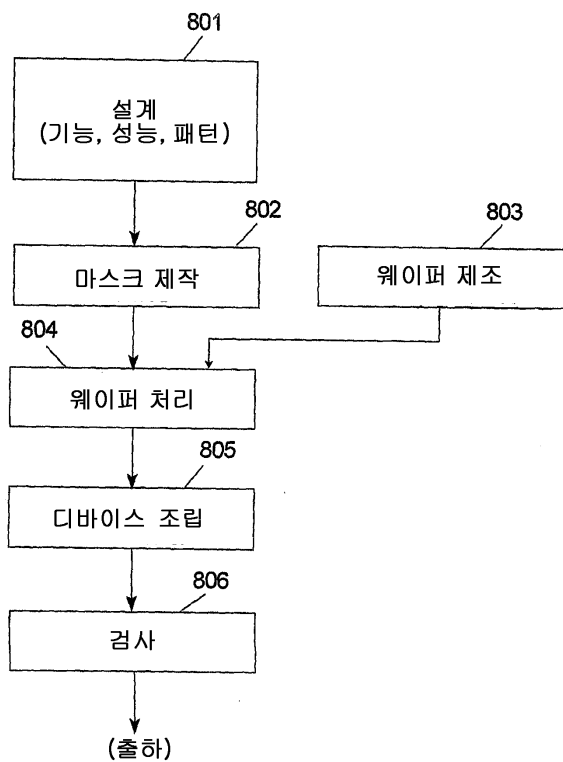 801
설계
(기능, 성능, 패턴)
802
마스크 제작
803
웨이퍼 제조
804
웨이퍼 처리
805
디바이스 조립
806
검사
(출하)